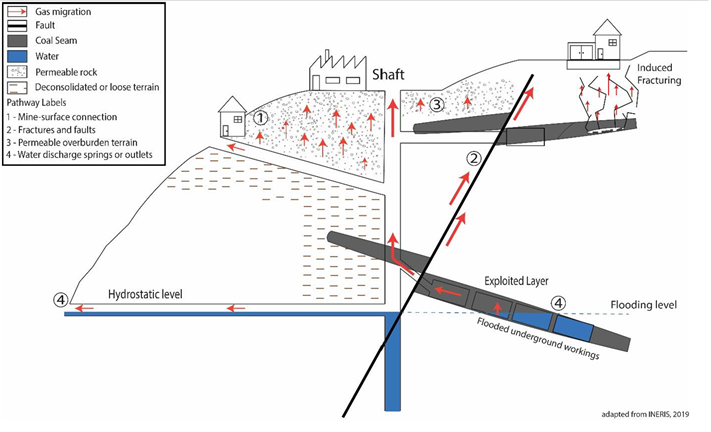 Gas migration
Fault
Coal Seam
Water
Permeable rock
Deconsolidated or loose terrain
Pathway Labels
1 - Mine-surface connection
2 - Fractures and faults
3 - Permeable overburden terrain
4 - Water discharge springs or outlets
Shaft
Induced
Fracturing
1
3
2
Exploited Layer
4
Hydrostatic level
4
Flooding level
Flooded underground workings
adapted from INERIS, 2019